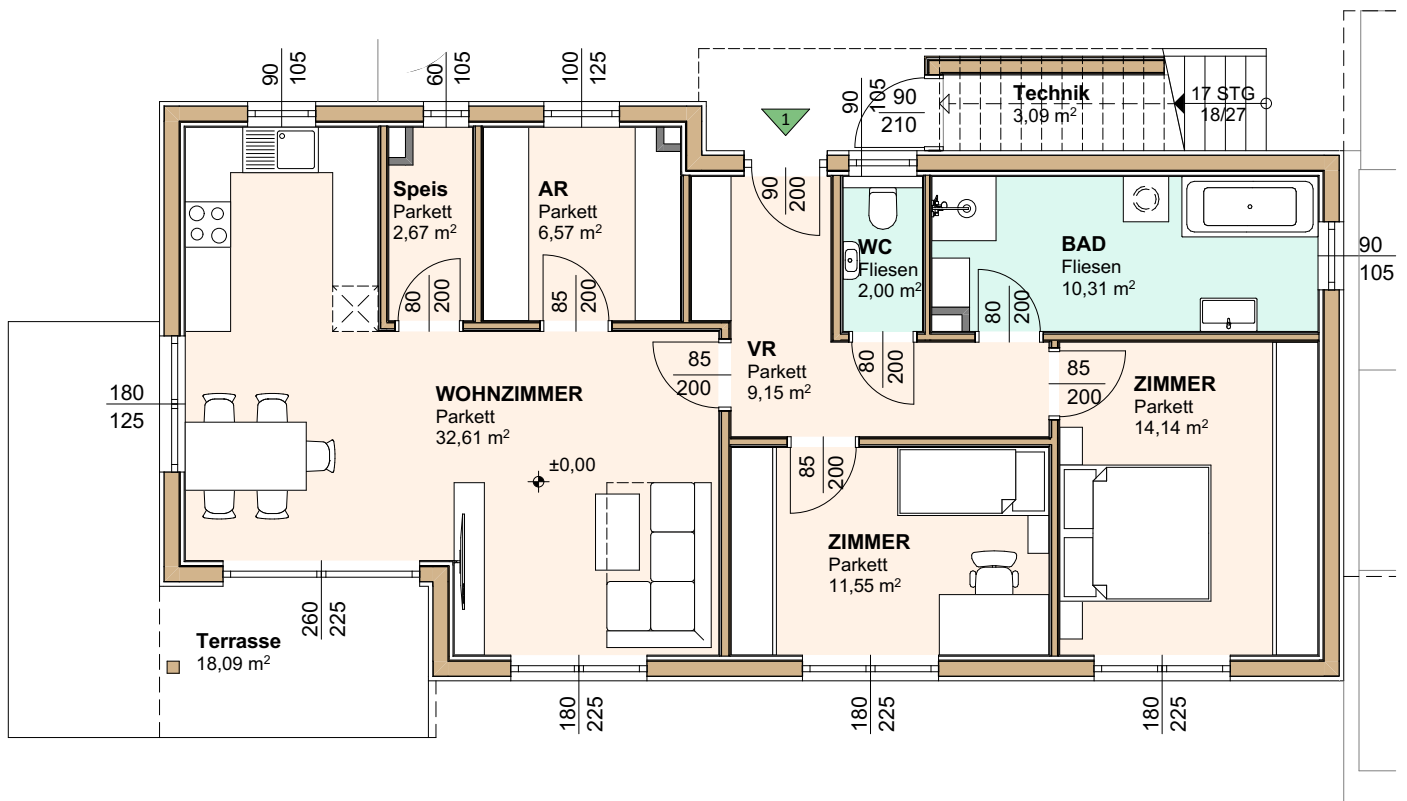 90
105
60
105
100
125
90
105
90
210
Technik
3,09 m²
17 STG
18/27
1
90
200
Speis
Parkett
2,67 m²
AR
Parkett
6,57 m²
WC
Fliesen
2,00 m²
BAD
Fliesen
10,31 m²
90
105
80
200
85
200
80
200
85
200
VR
Parkett
9,15 m²
80
200
85
200
ZIMMER
Parkett
14,14 m²
180
125
WOHNZIMMER
Parkett
32,61 m²
±0,00
85
200
ZIMMER
Parkett
11,55 m²
260
225
Terrasse
18,09 m²
180
225
180
225
180
225